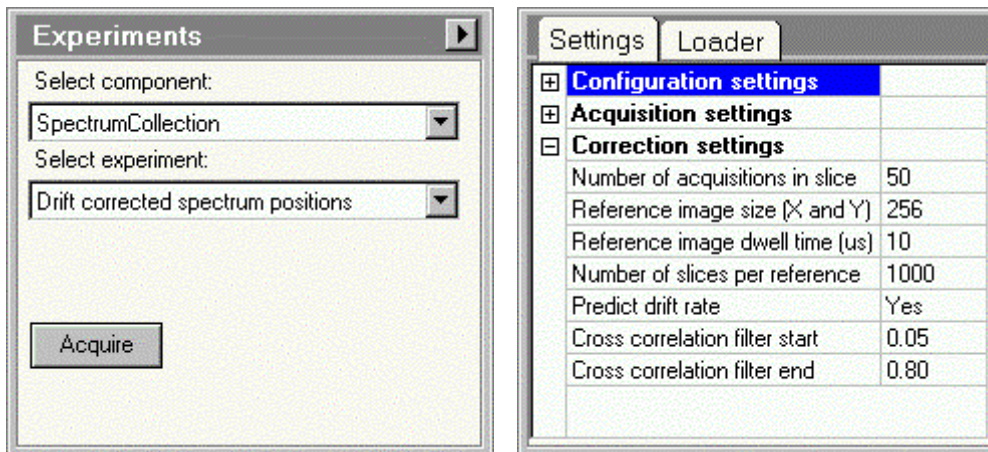 Experiments
Select component:
SpectrumCollection
Select experiment:
Drift corrected spectrum positions
Acquire
Settings Loader
Configuration settings
Acquisition settings
Correction settings
Number of acquisitions in slice 50
Reference image size (X and Y) 256
Reference image dwell time (us) 10
Number of slices per reference 1000
Predict drift rate Yes
Cross correlation filter start 0.05
Cross correlation filter end 0.80